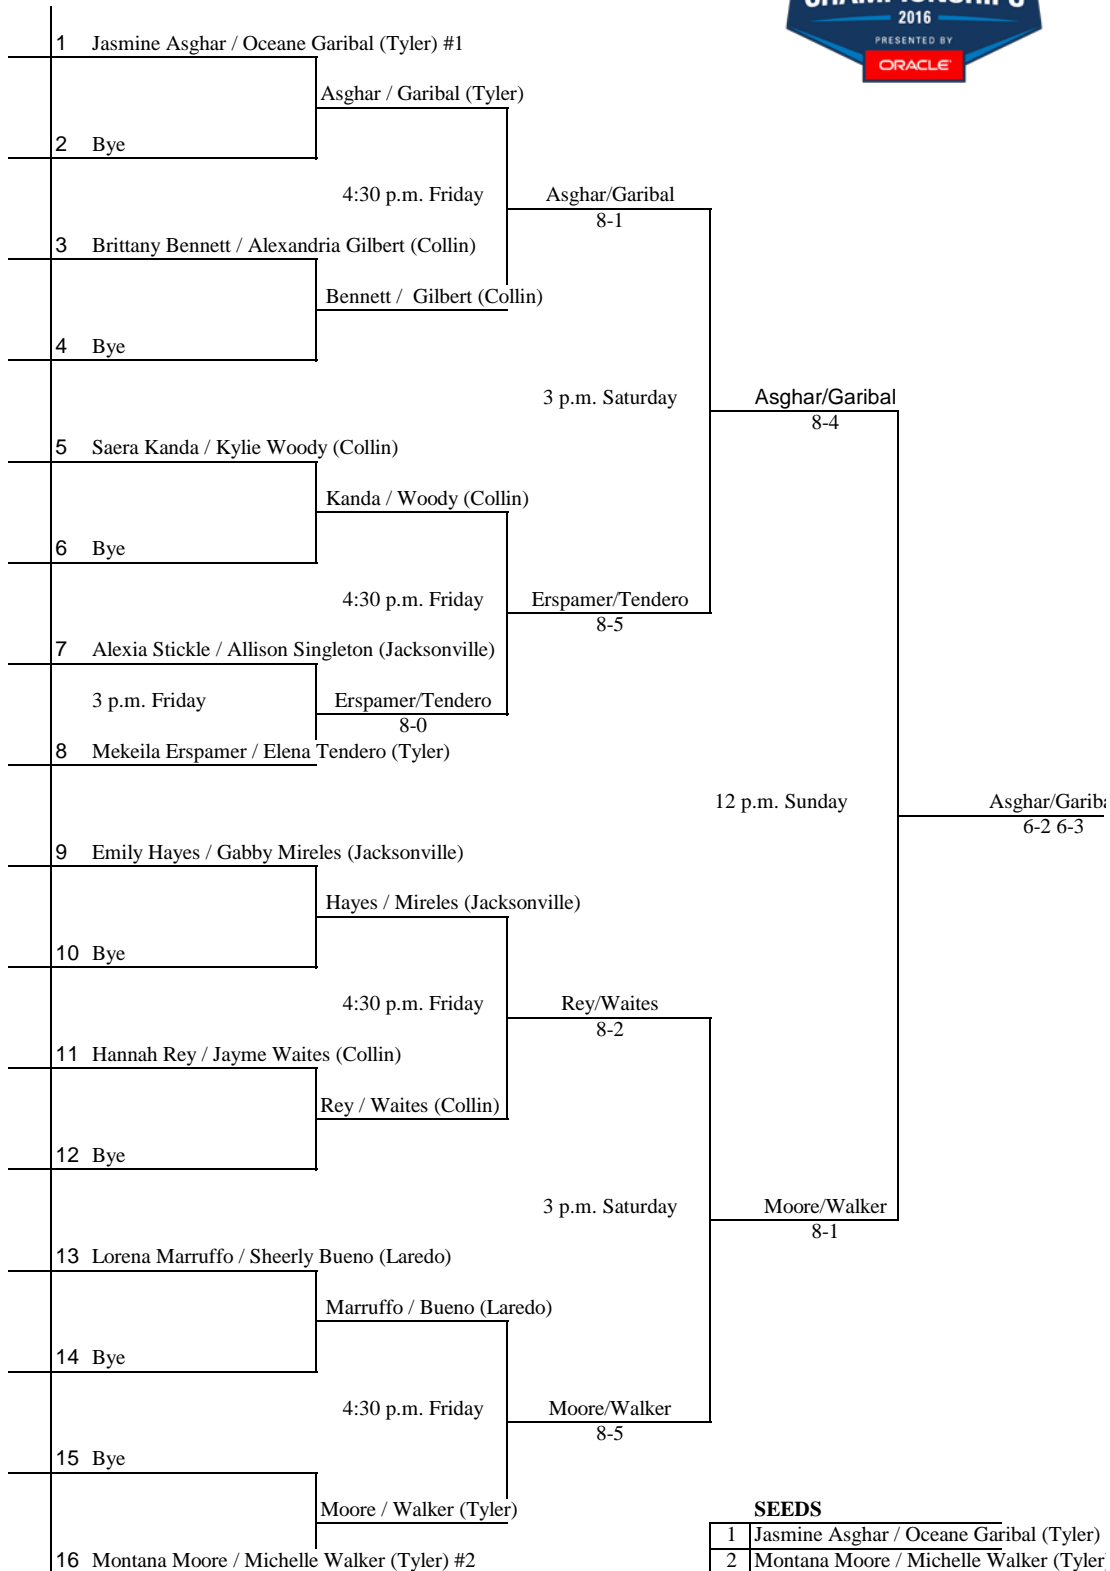 CHAMPIONSHIPS
2016
PRESENTED BY
ORACLE
1 Jasmine Asghar / Oceane Garibal (Tyler) #1
Asghar / Garibal (Tyler)
2 Bye
4:30 p.m. Friday Asghar/Garibal
8-1
3 Brittany Bennett / Alexandria Gilbert (Collin)
Bennett / Gilbert (Collin)
4 Bye
3 p.m. Saturday Asghar/Garibal
8-4
5 Saera Kanda / Kylie Woody (Collin)
Kanda / Woody (Collin)
6 Bye
4:30 p.m. Friday Erspamer/Tendero
8-5
7 Alexia Stickle / Allison Singleton (Jacksonville)
3 p.m. Friday Erspamer/Tendero
8-0
8 Mekeila Erspamer / Elena Tendero (Tyler)
12 p.m. Sunday Asghar/Gariba
6-2 6-3
9 Emily Hayes / Gabby Mireles (Jacksonville)
Hayes / Mireles (Jacksonville)
10 Bye
4:30 p.m. Friday Rey/Waites
8-2
11 Hannah Rey / Jayme Waites (Collin)
Rey / Waites (Collin)
12 Bye
3 p.m. Saturday Moore/Walker
8-1
13 Lorena Marruffo / Sheerly Bueno (Laredo)
Marruffo / Bueno (Laredo)
14 Bye
4:30 p.m. Friday Moore/Walker
8-5
15 Bye
Moore / Walker (Tyler)
SEEDS
1 Jasmine Asghar / Oceane Garibal (Tyler)
16 Montana Moore / Michelle Walker (Tyler) #2
2 Montana Moore / Michelle Walker (Tyler)